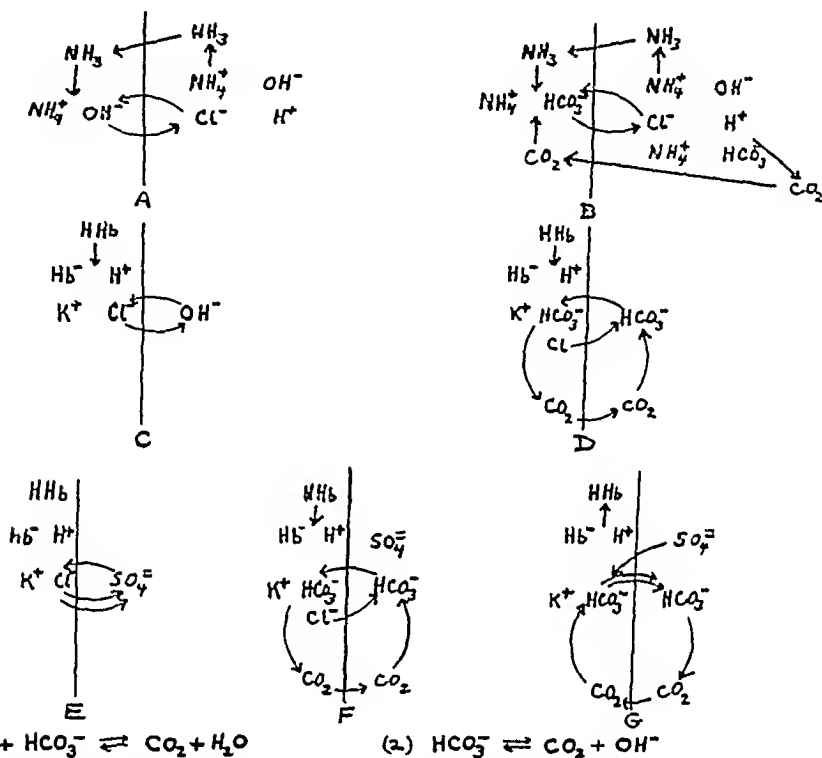 NH₃ NH₃
NH₄⁺ OH⁻
NH₄⁺ OH⁻ Cl⁻ H⁺
A
NH₃ NH₃
NH₄⁺ OH⁻
NH₄⁺ HCO₃⁻ Cl⁻ H⁺
CO₂ NH₄⁺ HCO₃⁻
CO₂
B
HHb
Hb⁻ H⁺
K⁺ Cl⁻ OH⁻
C
HHb
Hb⁻ H⁺
K⁺ HCO₃⁻ HCO₃⁻
Cl
CO₂ CO₂
D
HHb
hb⁻ H⁺
K⁺ Cl⁻ SO₄⁼
E
HHb
Hb⁻ H⁺ SO₄⁼
K⁺ HCO₃⁻ HCO₃⁻
Cl⁻
CO₂ CO₂
F
HHb
Hb⁻ H⁺ SO₄⁼
K⁺ HCO₃⁻ HCO₃⁻
CO₂ CO₂
G
+ HCO₃⁻ ⇌ CO₂ + H₂O (2) HCO₃⁻ ⇌ CO₂ + OH⁻